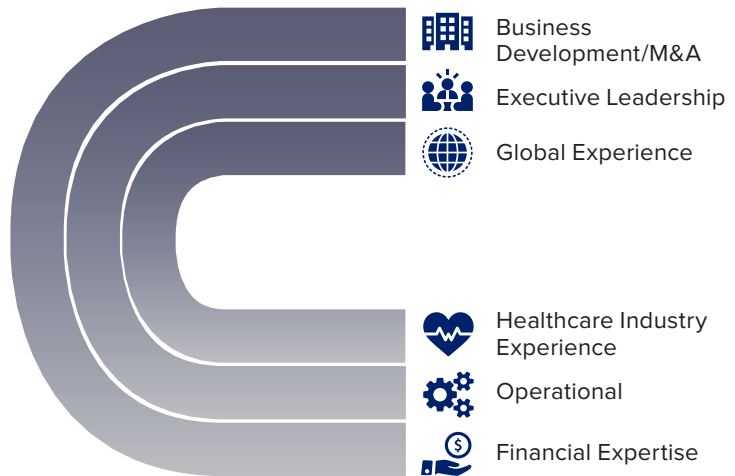 Business
Development/M&A
Executive Leadership
Global Experience
Healthcare Industry
Experience
Operational
$
Financial Expertise